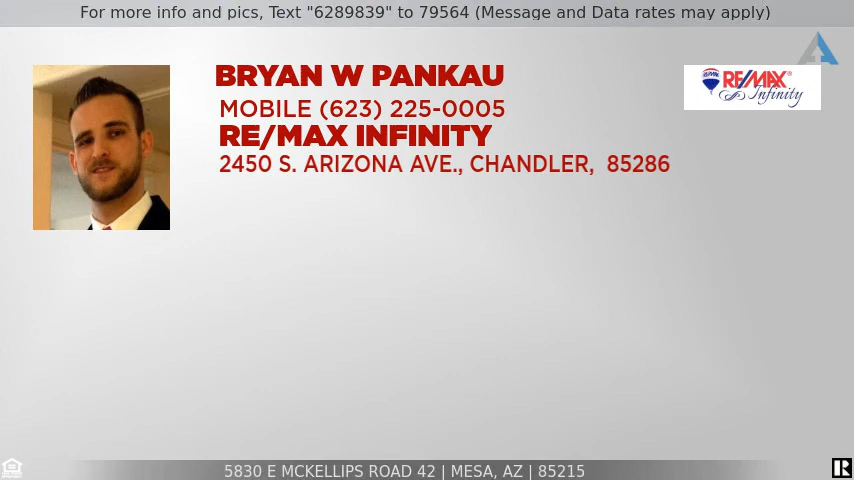 For more info and pics, Text "6289839" to 79564 (Message and Data rates may apply)
BRYAN W PANKAU
MOBILE (623) 225-0005
RE/MAX INFINITY
2450 S. ARIZONA AVE., CHANDLER,  85286
RE/MAX
Infinity
5830 E MCKELLIPS ROAD 42 | MESA, AZ | 85215